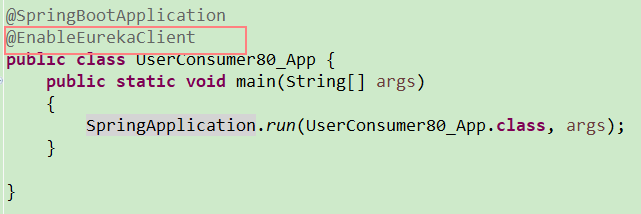 @SpringBootApplication
@EnableEurekaClient
public class UserConsumer80_App {
public static void main(String[] args)
{
SpringApplication.run(UserConsumer80_App.class, args);
}
}